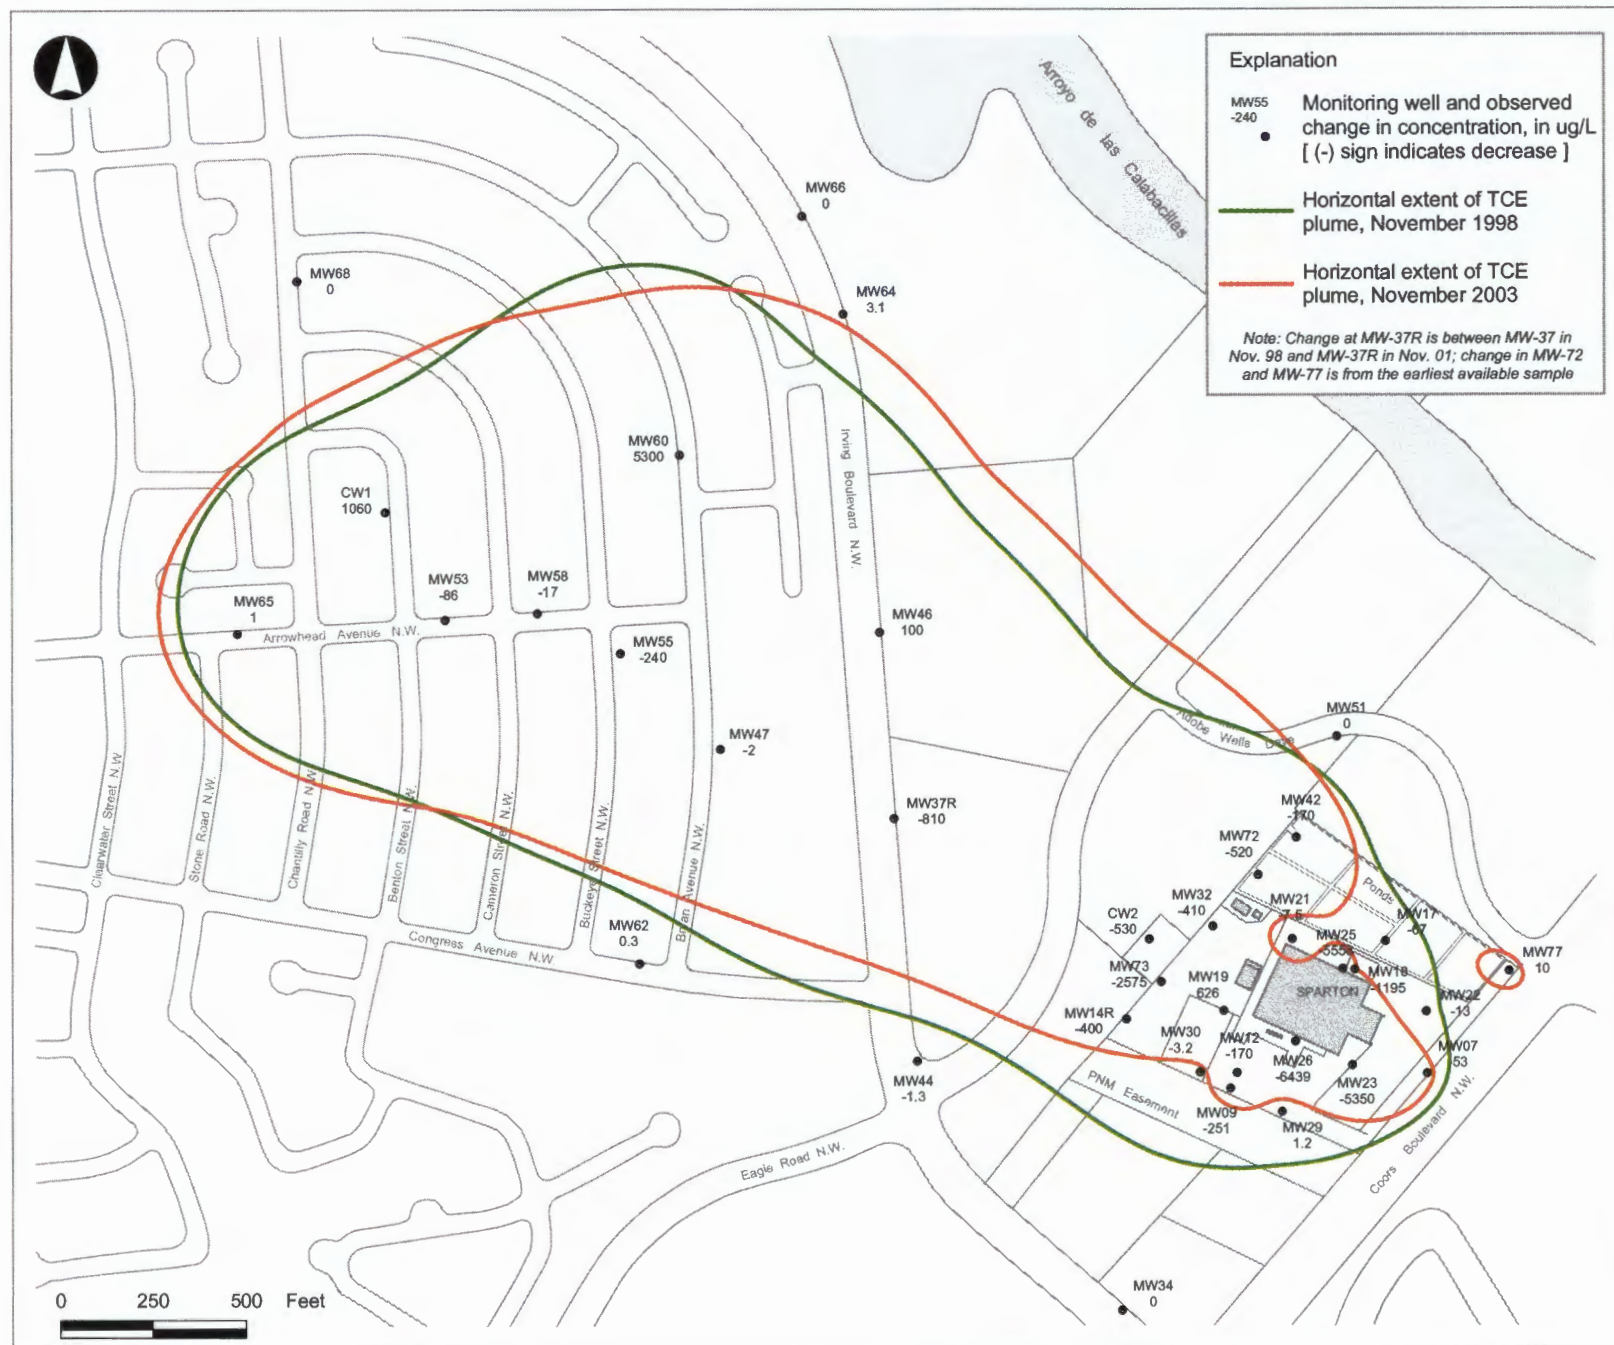 Explanation
MW55
-240
Monitoring well and observed
change in concentration, in ug/L
[ (-) sign indicates decrease ]
Horizontal extent of TCE
plume, November 1998
Horizontal extent of TCE
plume, November 2003
Note: Change at MW-37R is between MW-37 in
Nov. 98 and MW-37R in Nov. 01; change in MW-72
and MW-77 is from the earliest available sample
Arroyo de las Calabacillas
MW66
0
MW68
0
MW64
3.1
MW60
5300
CW1
1060
Irving Boulevard N.W.
MW53
-86
MW58
-17
MW65
1
Arrowhead Avenue N.W.
MW46
100
MW55
-240
MW51
0
Adobe Wells
MW47
-2
MW37R
-810
MW42
-170
MW72
-520
Clearwater Street N.W.
Stone Road N.W.
Chantilly Road N.W.
Benton Street N.W.
Cameron Street N.W.
Buckeye Street N.W.
Avenue N.W.
Ponds
MW32
-410
MW21
-7.5
MW17
-67
CW2
-530
MW25
MW62
0.3
Congress Avenue N.W.
MW77
10
MW73
-2575
MW19
626
SPARTON
MW18
-1195
MW22
-13
MW14R
-400
MW30
-3.2
MW12
-170
MW07
-53
MW26
-6439
MW23
-5350
MW44
-1.3
PNM Easement
MW09
-251
MW29
1.2
Eagle Road N.W.
Coors Boulevard N.W.
MW34
0
0 250 500 Feet